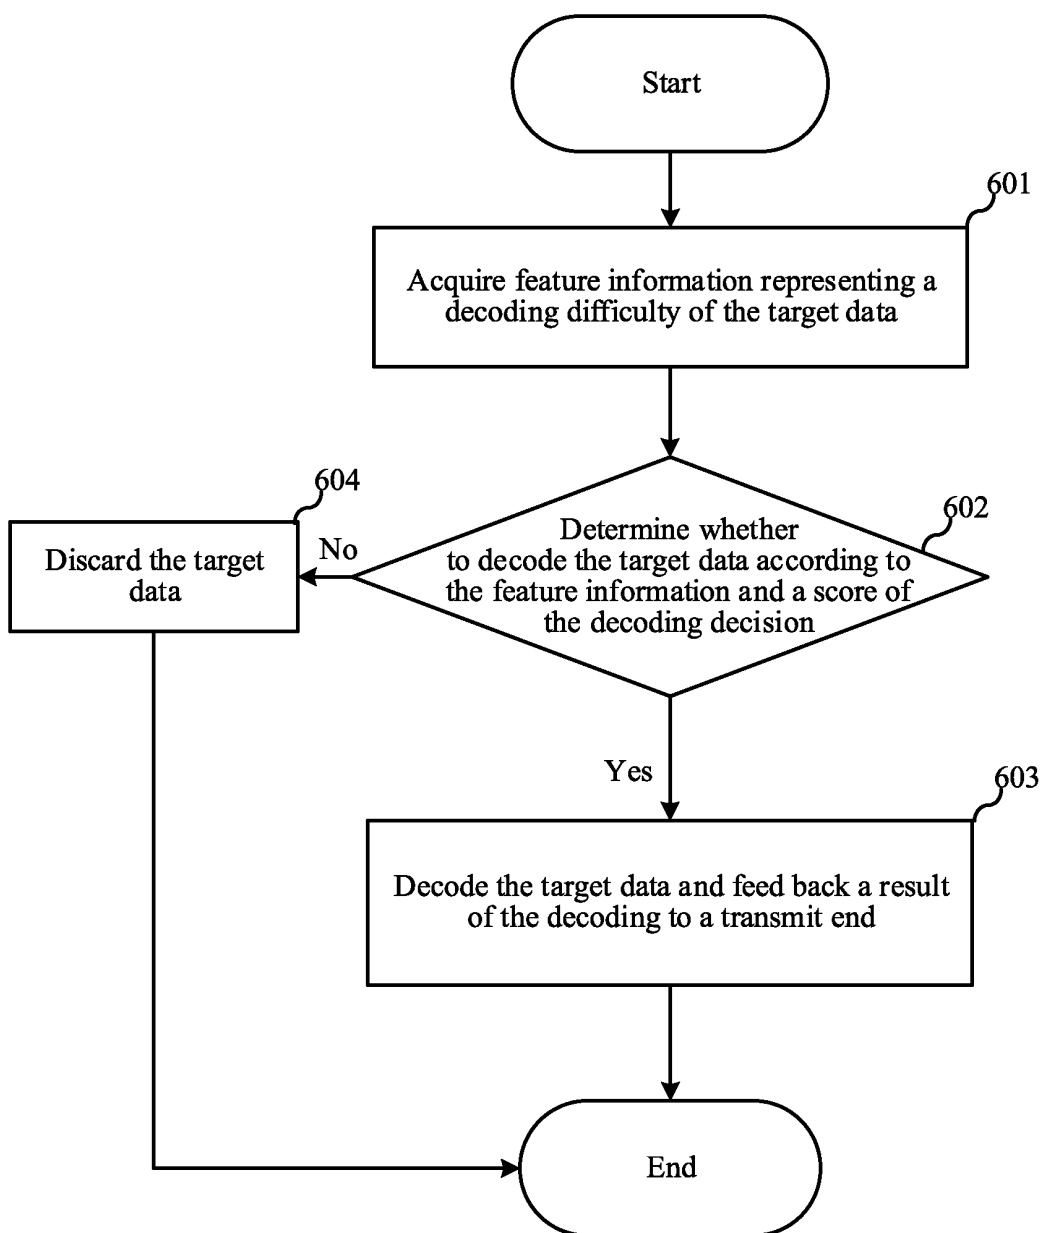 Start
601
Acquire feature information representing a
decoding difficulty of the target data
604
Discard the target
data
No
602
Determine whether
to decode the target data according to
the feature information and a score of
the decoding decision
Yes
603
Decode the target data and feed back a result
of the decoding to a transmit end
End